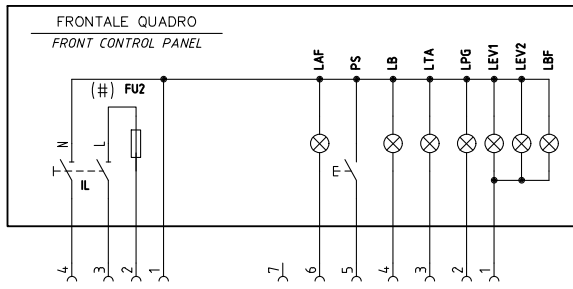 FRONTALE QUADRO
FRONT CONTROL PANEL
LAF PS LB LTA LPG LEV1 LEV2 LBF
(#) FU2
N L
IL
4 3 2 1 7 6 5 4 3 2 1